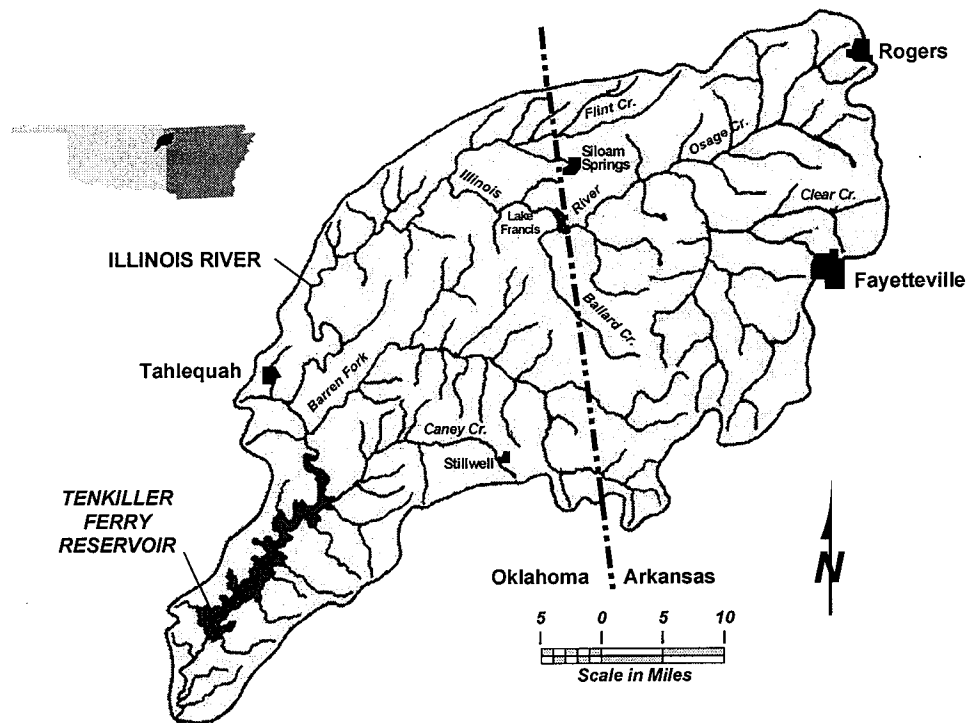 Rogers
Flint Cr.
Osage Cr.
Siloam
Springs
Illinois
River
Clear Cr.
Lake
Francis
ILLINOIS RIVER
Fayetteville
Ballard Cr.
Tahlequah
Barren Fork
Caney Cr.
Stillwell
TENKILLER
FERRY
RESERVOIR
Oklahoma
Arkansas
N
5 0 5 10
Scale in Miles